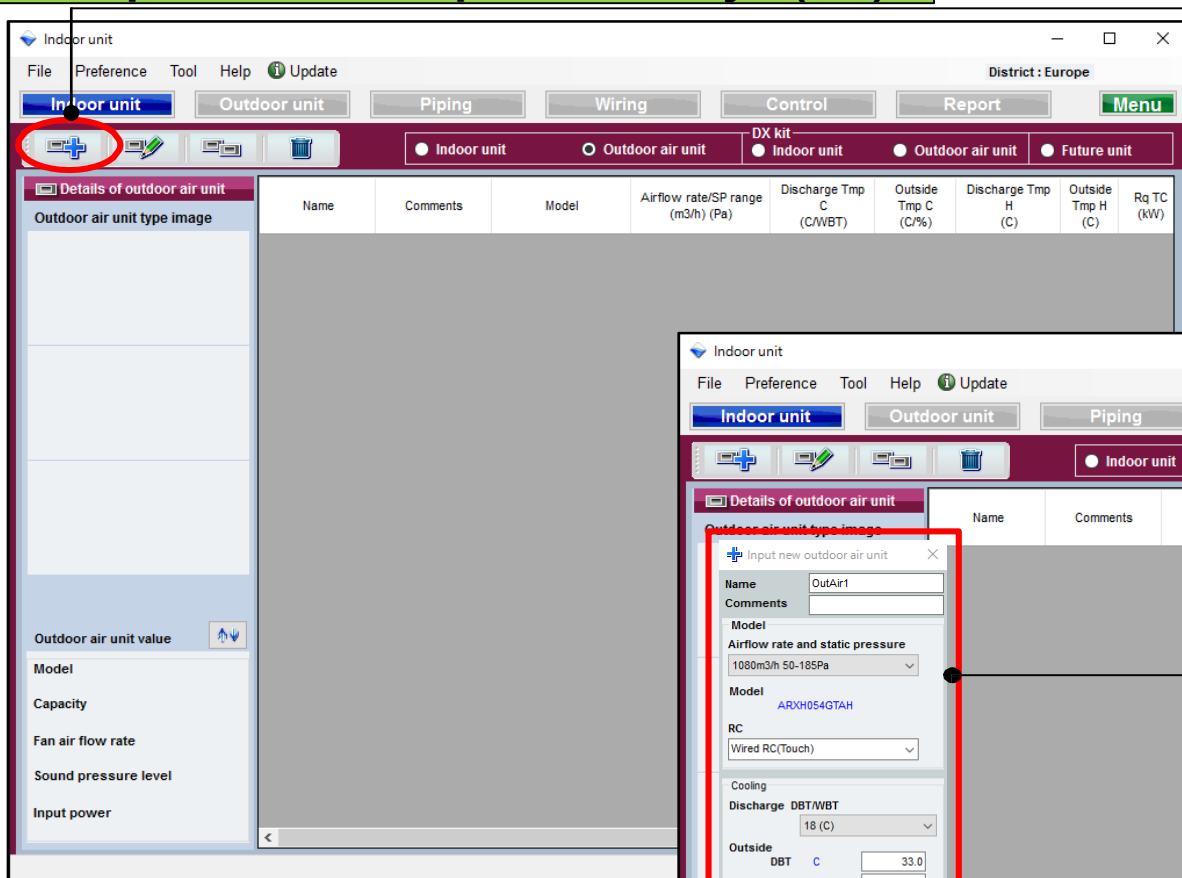 Indoor unit
File Preference Tool Help Update
District : Europe
Indoor unit Outdoor unit Piping Wiring Control Report Menu
DX kit
Indoor unit Outdoor air unit Indoor unit Outdoor air unit Future unit
Details of outdoor air unit
Outdoor air unit type image
Name Comments Model Airflow rate/SP range (m3/h) (Pa) Discharge Tmp C (C/WBT) Outside Tmp C (C/%) Discharge Tmp H (C) Outside Tmp H (C) Rq TC (kW)
Outdoor air unit value
Model
Capacity
Fan air flow rate
Sound pressure level
Input power
Indoor unit
File Preference Tool Help Update
Indoor unit Outdoor unit Piping
Indoor unit
Details of outdoor air unit
Outdoor air unit type image
Name Comments
Input new outdoor air unit
Name OutAir1
Comments
Model
Airflow rate and static pressure
1080m3/h 50-185Pa
Model
ARXH054GTAH
RC
Wired RC(Touch)
Cooling
Discharge DBT/WBT
18 (C)
Outside
DBT C 33.0